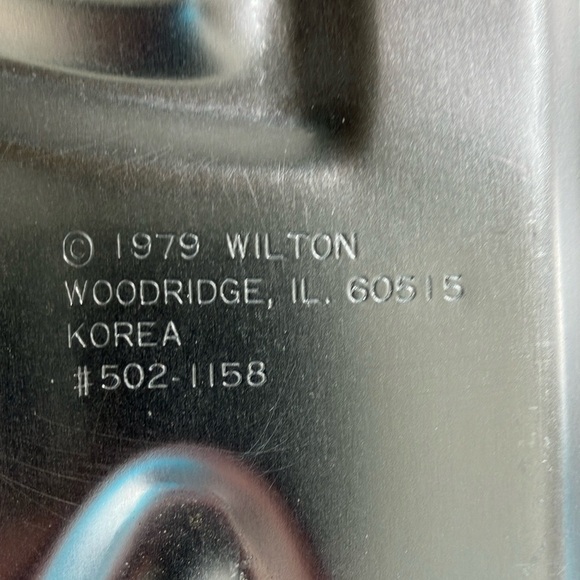 © 1979 WILTON
WOODRIDGE, IL. 60515
KOREA
#502-1158